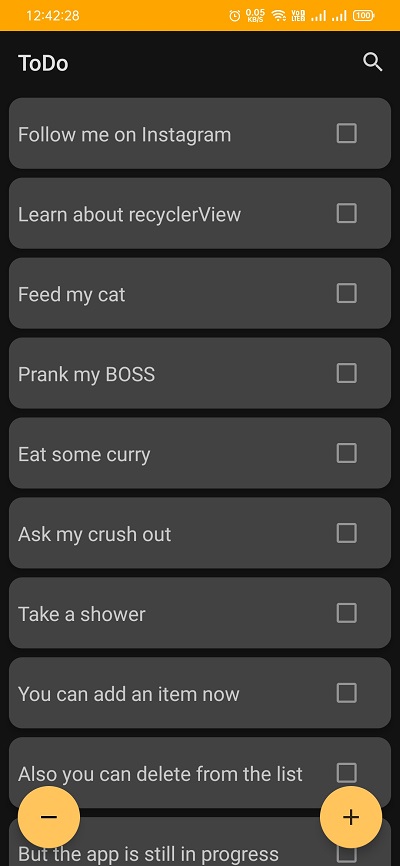 12:42:28
0.05
KB/S
Vo))
LTE
100
ToDo
Follow me on Instagram
Learn about recyclerView
Feed my cat
Prank my BOSS
Eat some curry
Ask my crush out
Take a shower
You can add an item now
Also you can delete from the list
But the app is still in progress